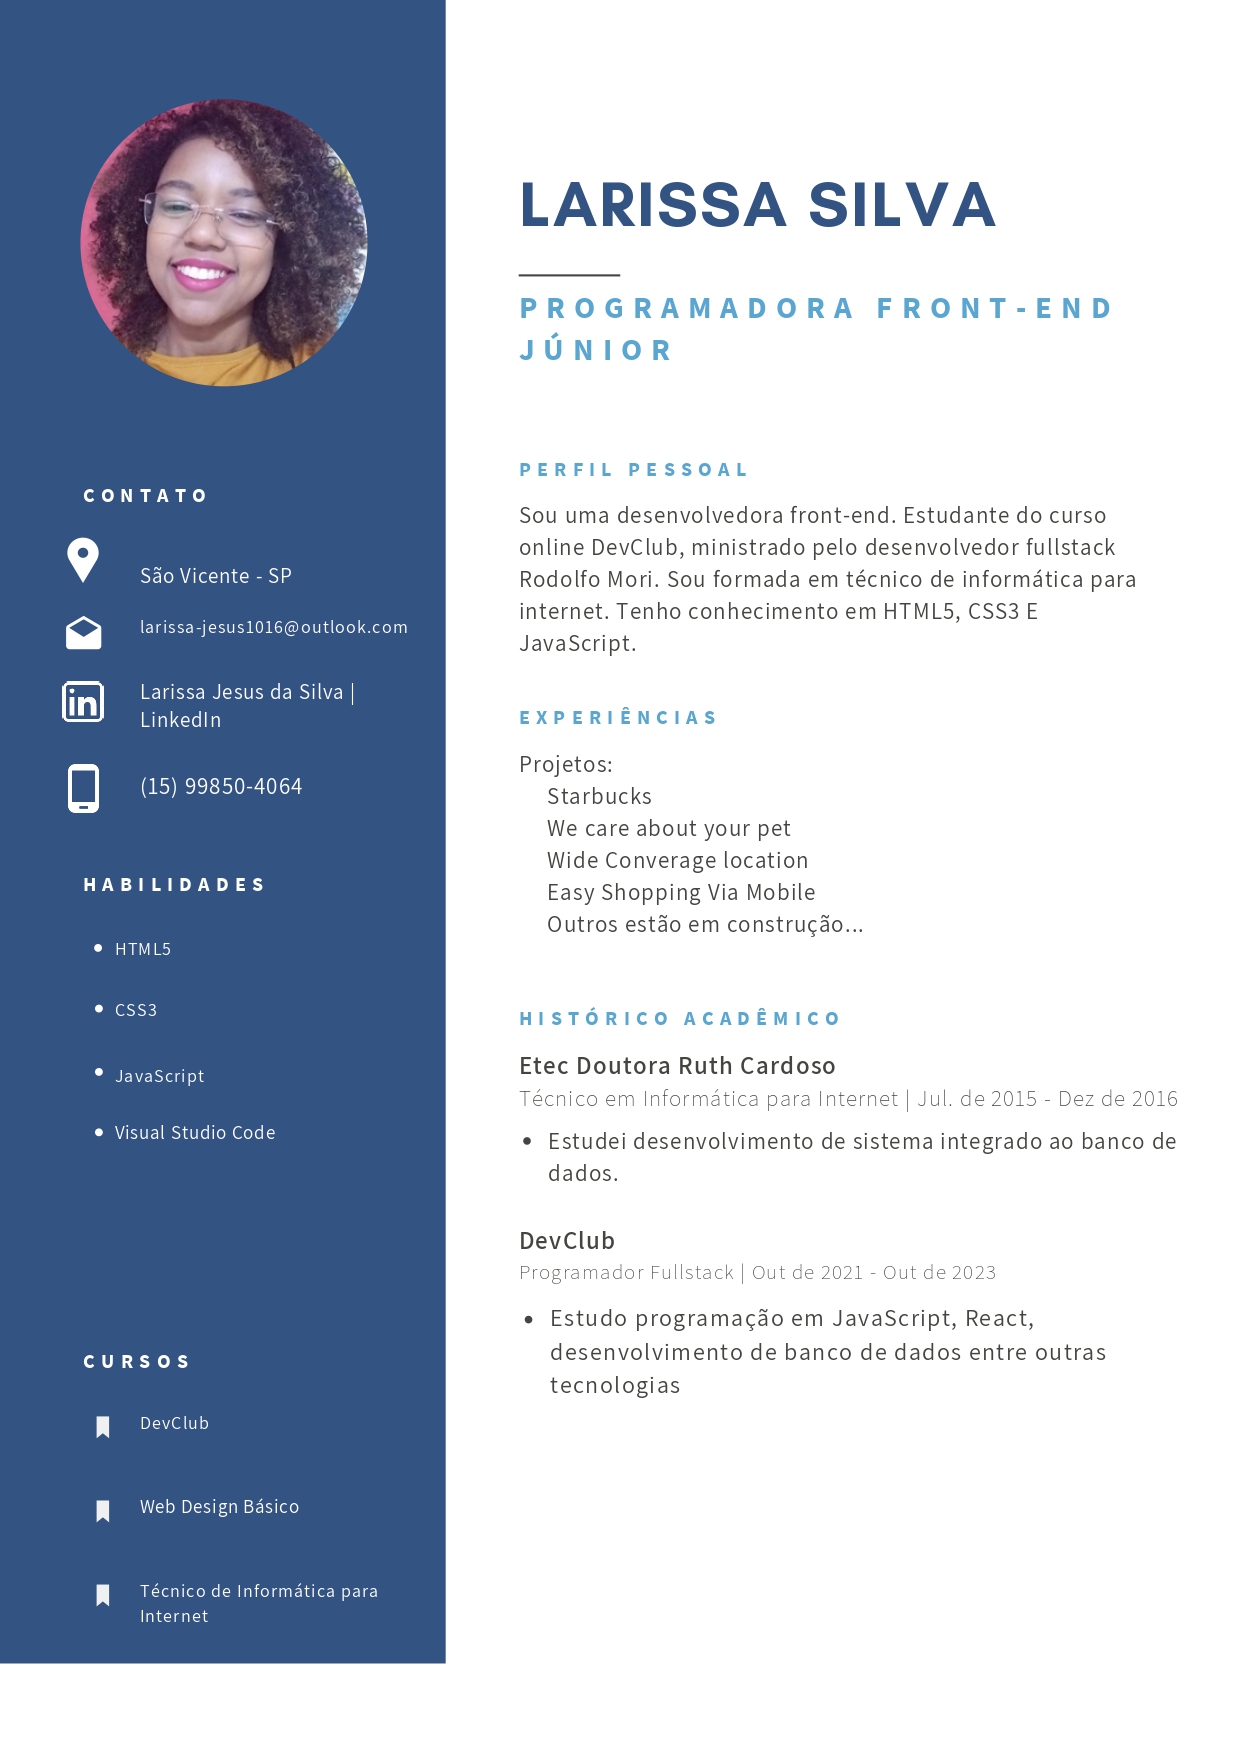 CONTATO
São Vicente - SP
larissa-jesus1016@outlook.com
Larissa Jesus da Silva |
LinkedIn
(15) 99850-4064
HABILIDADES
HTML5
CSS3
JavaScript
Visual Studio Code
CURSOS
DevClub
Web Design Básico
Técnico de Informática para
Internet
LARISSA SILVA
PROGRAMADORA FRONT-END
JÚNIOR
PERFIL PESSOAL
Sou uma desenvolvedora front-end. Estudante do curso
online DevClub, ministrado pelo desenvolvedor fullstack
Rodolfo Mori. Sou formada em técnico de informática para
internet. Tenho conhecimento em HTML5, CSS3 E
JavaScript.
EXPERIÊNCIAS
Projetos:
Starbucks
We care about your pet
Wide Converage location
Easy Shopping Via Mobile
Outros estão em construção...
HISTÓRICO ACADÊMICO
Etec Doutora Ruth Cardoso
Técnico em Informática para Internet | Jul. de 2015 - Dez de 2016
• Estudei desenvolvimento de sistema integrado ao banco de
dados.
DevClub
Programador Fullstack | Out de 2021 - Out de 2023
• Estudo programação em JavaScript, React,
desenvolvimento de banco de dados entre outras
tecnologias